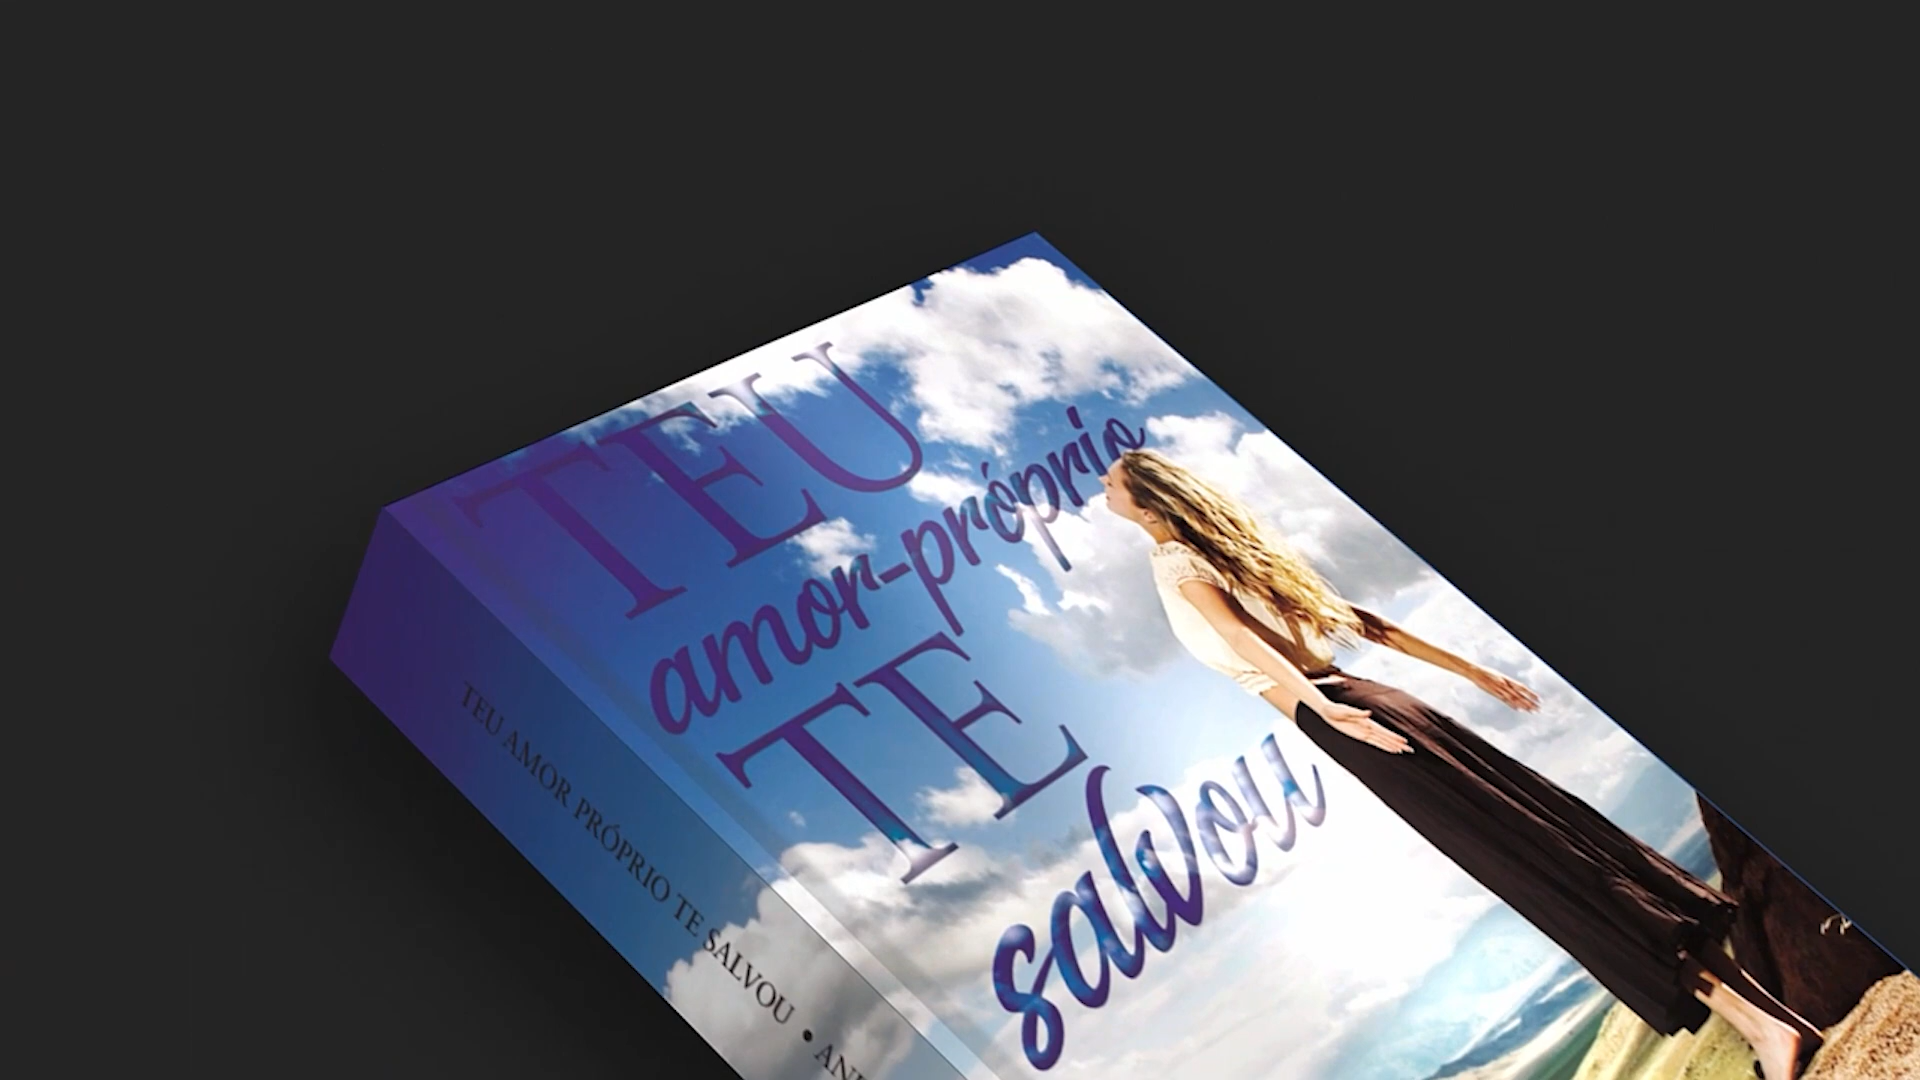 TEU
amor-próprio
TE
salvou
TEU AMOR PRÓPRIO TE SALVOU •